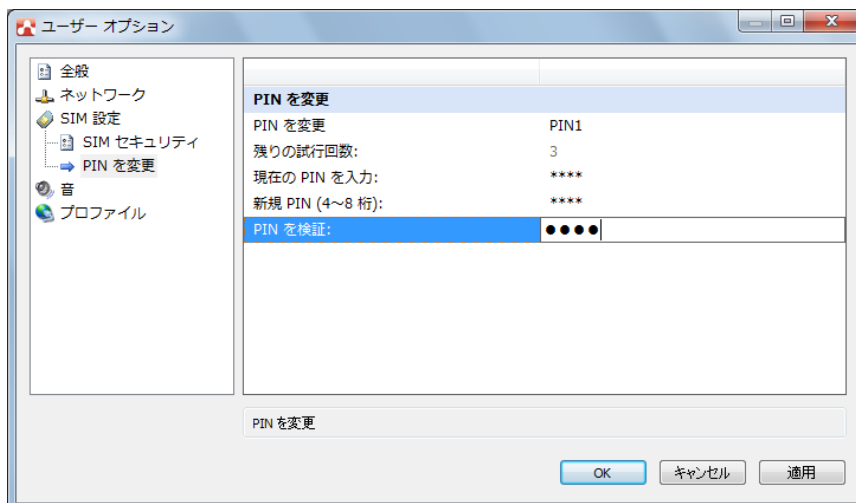 ユーザー オプション
全般
ネットワーク
SIM 設定
SIM セキュリティ
PIN を変更
音
プロファイル
PIN を変更
PIN を変更 PIN1
残りの試行回数: 3
現在の PIN を入力: ****
新規 PIN (4～8 桁): ****
PIN を検証: ●●●●
PIN を変更
OK キャンセル 適用